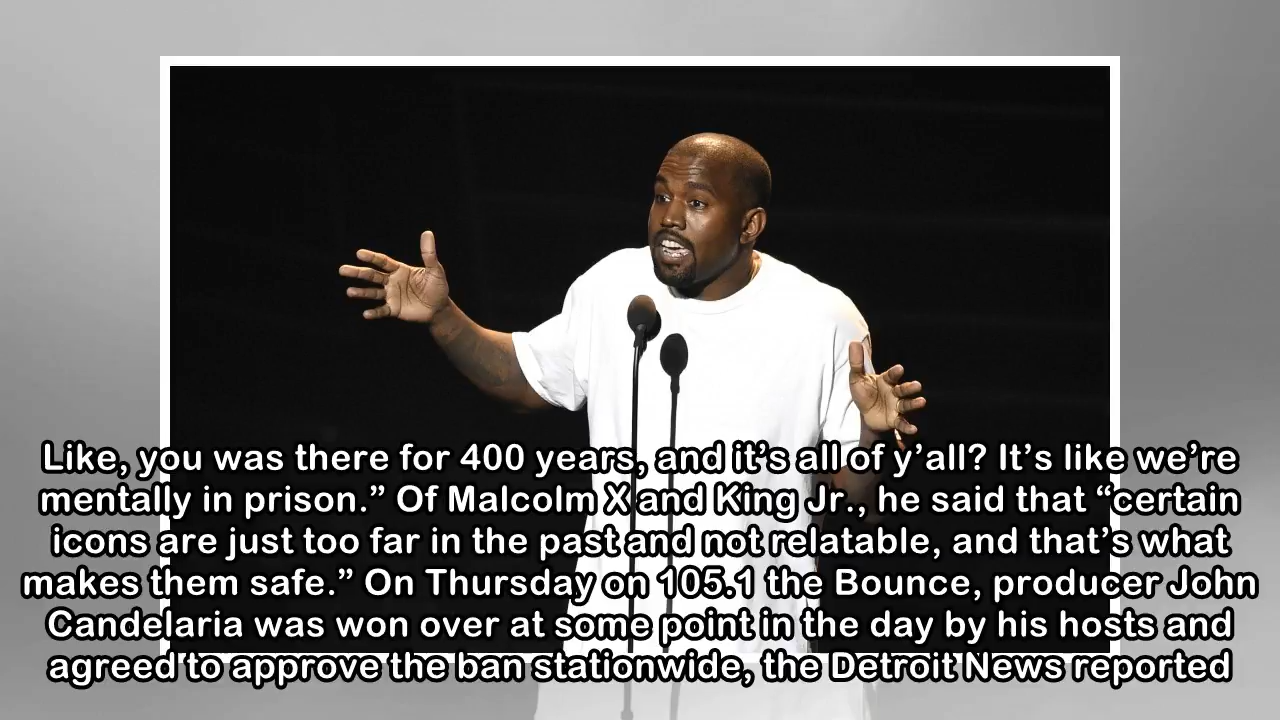 Like, you was there for 400 years, and it’s all of y’all? It’s like we’re
mentally in prison.” Of Malcolm X and King Jr., he said that “certain
icons are just too far in the past and not relatable, and that’s what
makes them safe.” On Thursday on 105.1 the Bounce, producer John
Candelaria was won over at some point in the day by his hosts and
agreed to approve the ban stationwide, the Detroit News reported